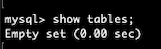 mysql> show tables;
Empty set (0.00 sec)